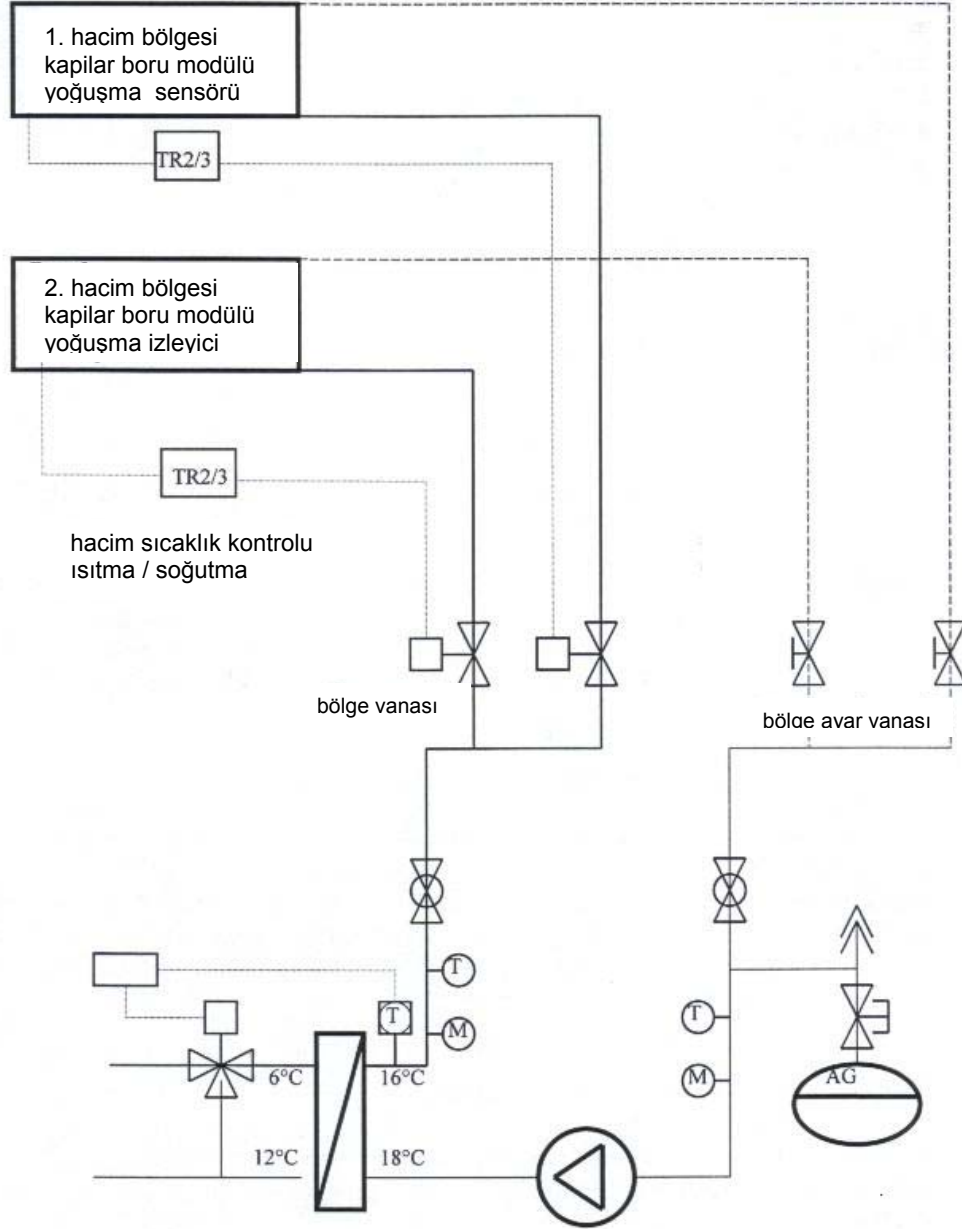 1. hacim bölgesi
kapilar boru modülü
yoğuşma sensörü
TR2/3
2. hacim bölgesi
kapilar boru modülü
yoğuşma izleyici
TR2/3
hacim sıcaklık kontrolu
ısıtma / soğutma
bölge vanası
bölge ayar vanası
T
T
T
M
M
AG
6°C
16°C
12°C
18°C